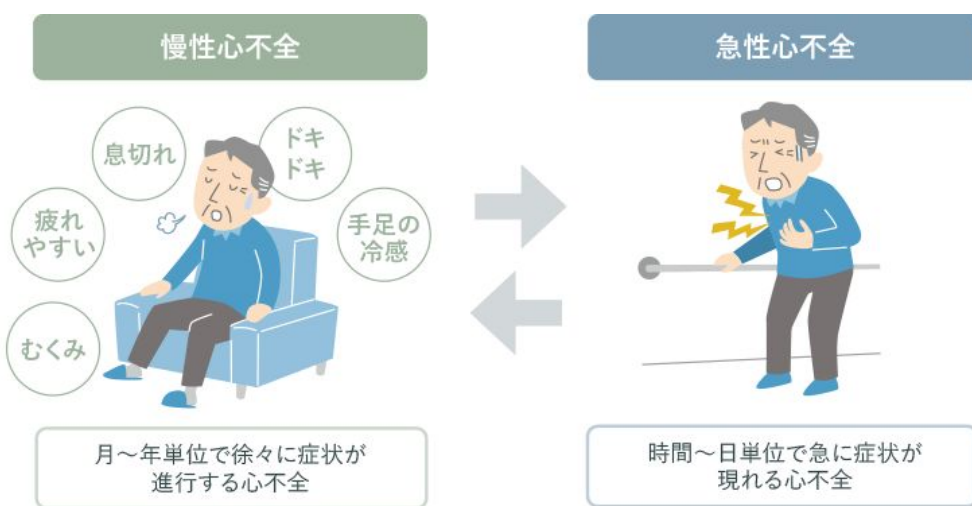 慢性心不全
急性心不全
息切れ
ドキ
ドキ
疲れ
やすい
手足の
冷感
むくみ
月～年単位で徐々に症状が
進行する心不全
時間～日単位で急に症状が
現れる心不全